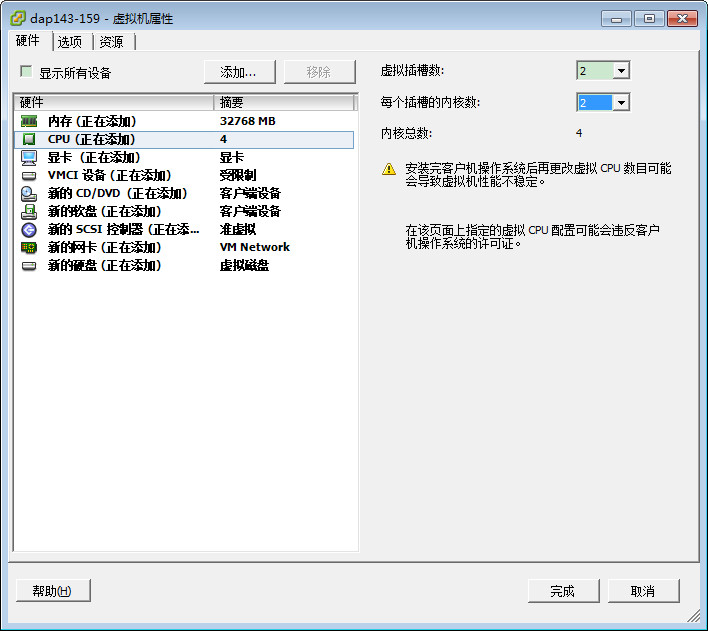 dap143-159 - 虚拟机属性
硬件 选项 资源
显示所有设备 添加... 移除
硬件 摘要
内存 (正在添加) 32768 MB
CPU (正在添加) 4
显卡 (正在添加) 显卡
VMCI 设备 (正在添加) 受限制
新的 CD/DVD (正在添加) 客户端设备
新的软盘 (正在添加) 客户端设备
新的 SCSI 控制器 (正在添... 准虚拟
新的网卡 (正在添加) VM Network
新的硬盘 (正在添加) 虚拟磁盘
虚拟插槽数: 2
每个插槽的内核数: 2
内核总数: 4
安装完客户机操作系统后再更改虚拟 CPU 数目可能
会导致虚拟机性能不稳定。
在该页面上指定的虚拟 CPU 配置可能会违反客户
机操作系统的许可证。
帮助(H) 完成 取消